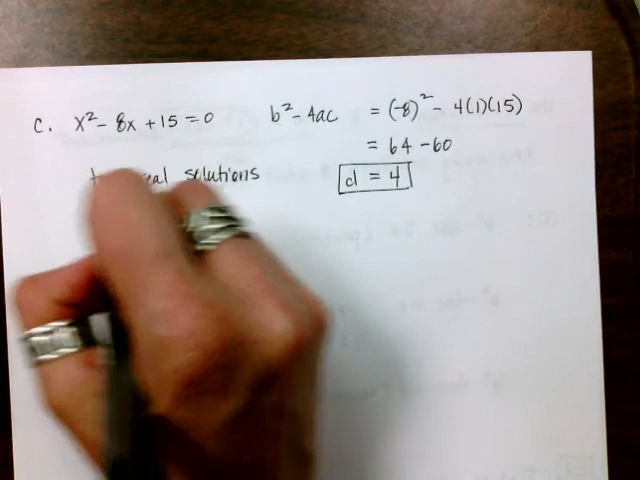 c. x² - 8x + 15 = 0 b² - 4ac = (-8)² - 4(1)(15)
= 64 - 60
solutions d = 4